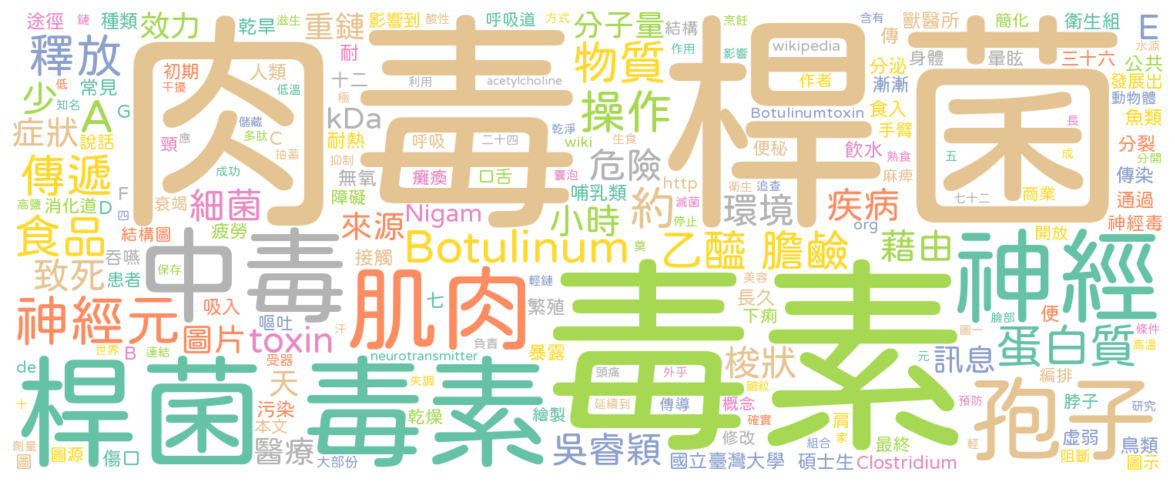 途徑 鏈 種類 效力 乾旱 滋生 重鏈 影響到 酸性 呼吸道 方式 分子量 結構 烹飪 含有 獸醫所 簡化 衛生組 E
釋放 肉毒桿菌 物質 作用 wikipedia 傳 身體 暈眩 三十六 水源 公共
初期 低 干擾 常見 人類 低溫 耐 十二 利用 acetylcholine 影響 作者 分泌 漸漸 發展出 動物體
少 A G 知名 儲藏 kDa 極 操作 Botulinumtoxin 食入 手臂 魚類
症狀 說話 頸 應 多肽 C 抽蓄 耐熱 呼吸 二十四 乾淨 wiki 生食 便秘 飲水 熟食 五 成 長 分裂 分開
傳遞 成功 無氧 抑制 癱瘓 口舌 囊泡 危險 哺乳類 http 滅菌 衛生 追查 麻痺 七十二 商業 傳染
F 高鹽 消化道 D 衰竭 細菌 障礙 Nigam 小時 約 環境 停止 org 疾病 通過
食品 四 結構圖 疲勞 來源 Botulinum 莫 乙醯 膽鹼 藉由 開放 神經毒
致死 患者 吞嚥 中毒 保存 接觸 肌肉 輕鏈 美容 長久 神經
神經元 吸入 嘔吐 圖片 汗 toxin 七 繁殖 負責 下痢 毒素 圖一 便 臉部 條件 高溫
世界 B 連結 受器 neurotransmitter 暴露 梭狀 訊息 元 蛋白質
de 桿菌毒素 天 失調 頭痛 外乎 皺紋 概念 編排 孢子 預防 研究
十 污染 本文 乾燥 繪製 延續到 傳導 確實 肩 脖子
劑量 圖 圖源 傷口 醫療 大部份 吳睿穎 修改 組合 家 最終 輕 虛弱 阻斷 鳥類
國立臺灣大學 碩士生 Clostridium 圖示